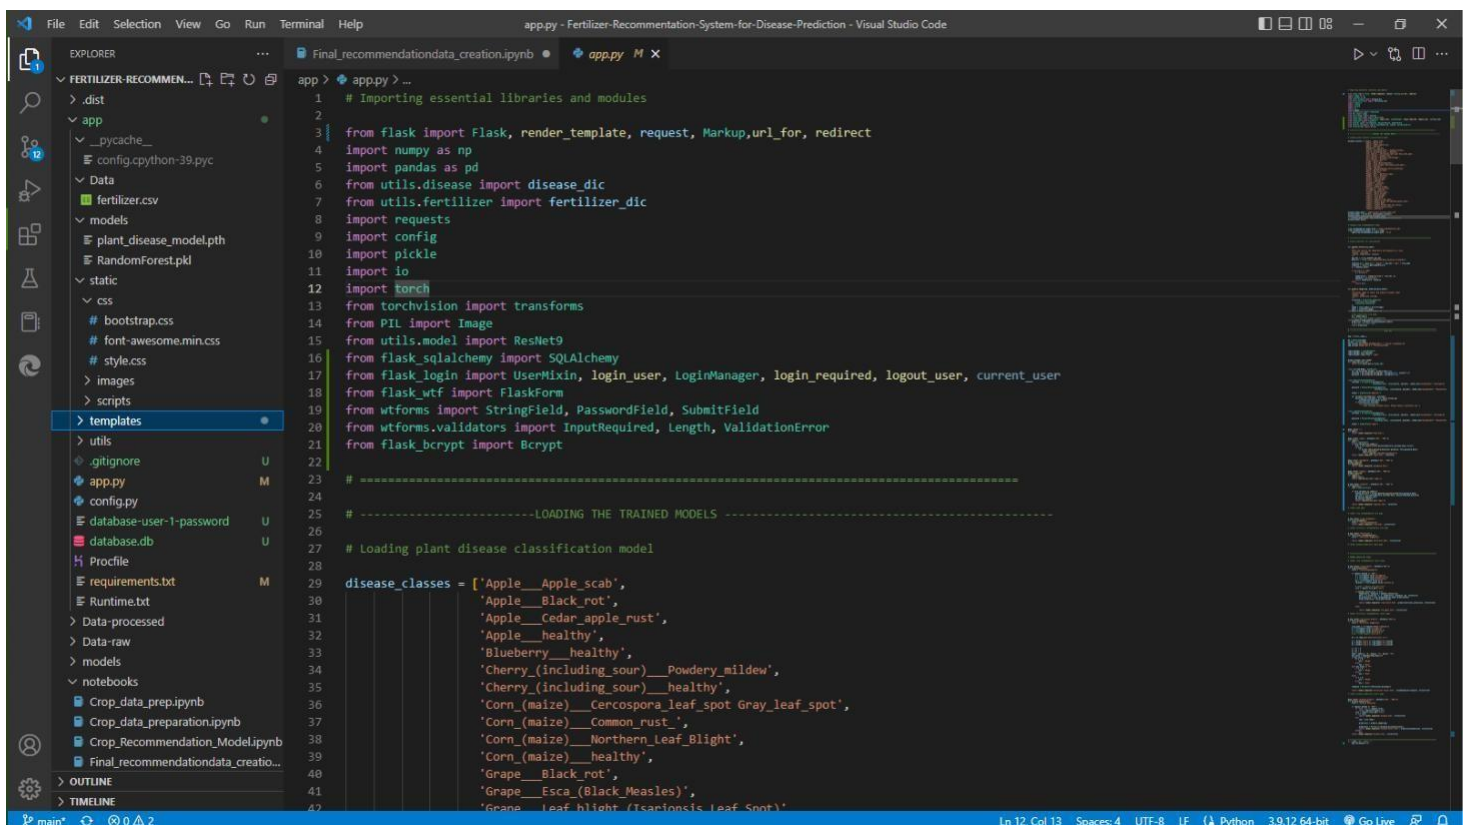 File Edit Selection View Go Run Terminal Help
app.py - Fertilizer-Recommentation-System-for-Disease-Prediction - Visual Studio Code
EXPLORER
FERTILIZER-RECOMMEN...
.dist
app
__pycache__
config.cpython-39.pyc
Data
fertilizer.csv
models
plant_disease_model.pth
RandomForest.pkl
static
css
bootstrap.css
font-awesome.min.css
style.css
images
scripts
templates
utils
.gitignore U
app.py M
config.py
database-user-1-password U
database.db U
Procfile
requirements.txt M
Runtime.txt
Data-processed
Data-raw
models
notebooks
Crop_data_prep.ipynb
Crop_data_preparation.ipynb
Crop_Recommendation_Model.ipynb
Final_recommendationdata_creatio...
OUTLINE
TIMELINE
1
12
Final_recommendationdata_creation.ipynb ● app.py M ×
app > app.py > ...
1 # Importing essential libraries and modules
2
3 from flask import Flask, render_template, request, Markup,url_for, redirect
4 import numpy as np
5 import pandas as pd
6 from utils.disease import disease_dic
7 from utils.fertilizer import fertilizer_dic
8 import requests
9 import config
10 import pickle
11 import io
12 import torch
13 from torchvision import transforms
14 from PIL import Image
15 from utils.model import ResNet9
16 from flask_sqlalchemy import SQLAlchemy
17 from flask_login import UserMixin, login_user, LoginManager, login_required, logout_user, current_user
18 from flask_wtf import FlaskForm
19 from wtforms import StringField, PasswordField, SubmitField
20 from wtforms.validators import InputRequired, Length, ValidationError
21 from flask_bcrypt import Bcrypt
22
23 # ==============================================================================================
24
25 # -------------------------LOADING THE TRAINED MODELS -----------------------------------------------
26
27 # Loading plant disease classification model
28
29 disease_classes = ['Apple___Apple_scab',
30 'Apple___Black_rot',
31 'Apple___Cedar_apple_rust',
32 'Apple___healthy',
33 'Blueberry___healthy',
34 'Cherry_(including_sour)___Powdery_mildew',
35 'Cherry_(including_sour)___healthy',
36 'Corn_(maize)___Cercospora_leaf_spot Gray_leaf_spot',
37 'Corn_(maize)___Common_rust_',
38 'Corn_(maize)___Northern_Leaf_Blight',
39 'Corn_(maize)___healthy',
40 'Grape___Black_rot',
41 'Grape___Esca_(Black_Measles)',
42 'Grape___Leaf_blight_(Isariopsis_Leaf_Spot)'
main* 0 2 Ln 12, Col 13 Spaces: 4 UTF-8 LF Python 3.9.12 64-bit Go Live